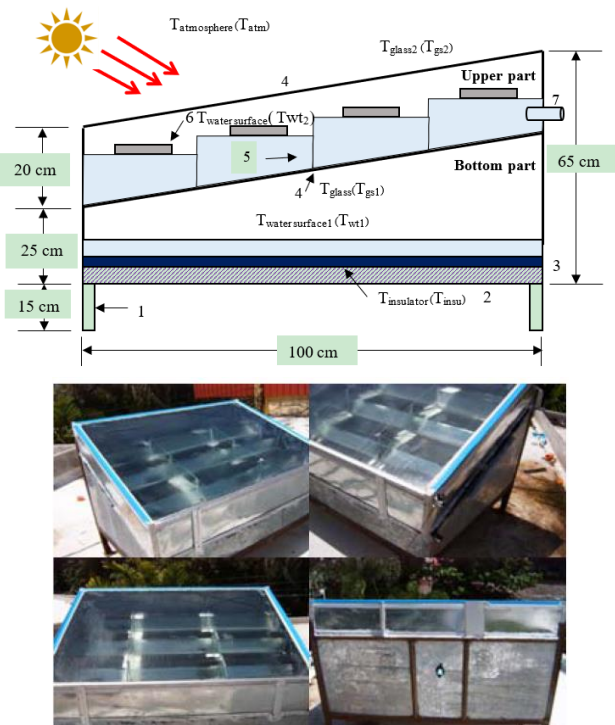 Tatmosphere(Tatm)
Tglass2(Tgs2)
4
Upper part
6 Twatersurface( Twt2)
7
20 cm
5
Bottom part
65 cm
4
Tglass(Tgs1)
Twatersurface1(Twt1)
25 cm
3
Tinsulator(Tinsu)
2
15 cm
1
100 cm